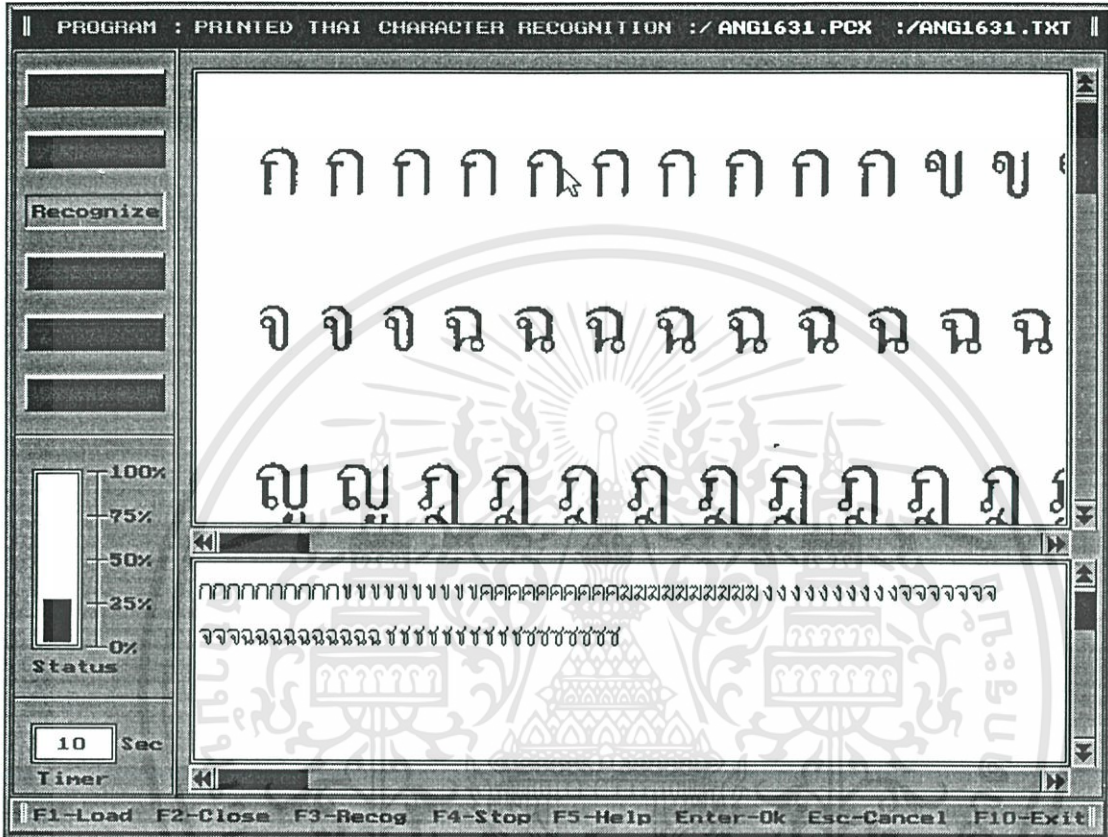 PROGRAM : PRINTED THAI CHARACTER RECOGNITION :/ ANG1631.PCX :/ANG1631.TXT
Recognize
ก ก ก ก ก ก ก ก ก ก ข ข
จ จ จ ฉ ฉ ฉ ฉ ฉ ฉ ฉ ฉ ฉ
ญ ญ ฎ ฎ ฎ ฎ ฎ ฎ ฎ ฎ ฎ
100%
75%
50%
25%
0%
Status
กกกกกกกกกกขขขขขขขขขขคคคคคคคคคคฆฆฆฆฆฆฆฆฆฆงงงงงงงงงงจจจจจจจ
จจจฉฉฉฉฉฉฉฉฉฉชชชชชชชชชชซซซซซซซ
10 Sec
Timer
F1-Load F2-Close F3-Recog F4-Stop F5-Help Enter-Ok Esc-Cancel F10-Exit